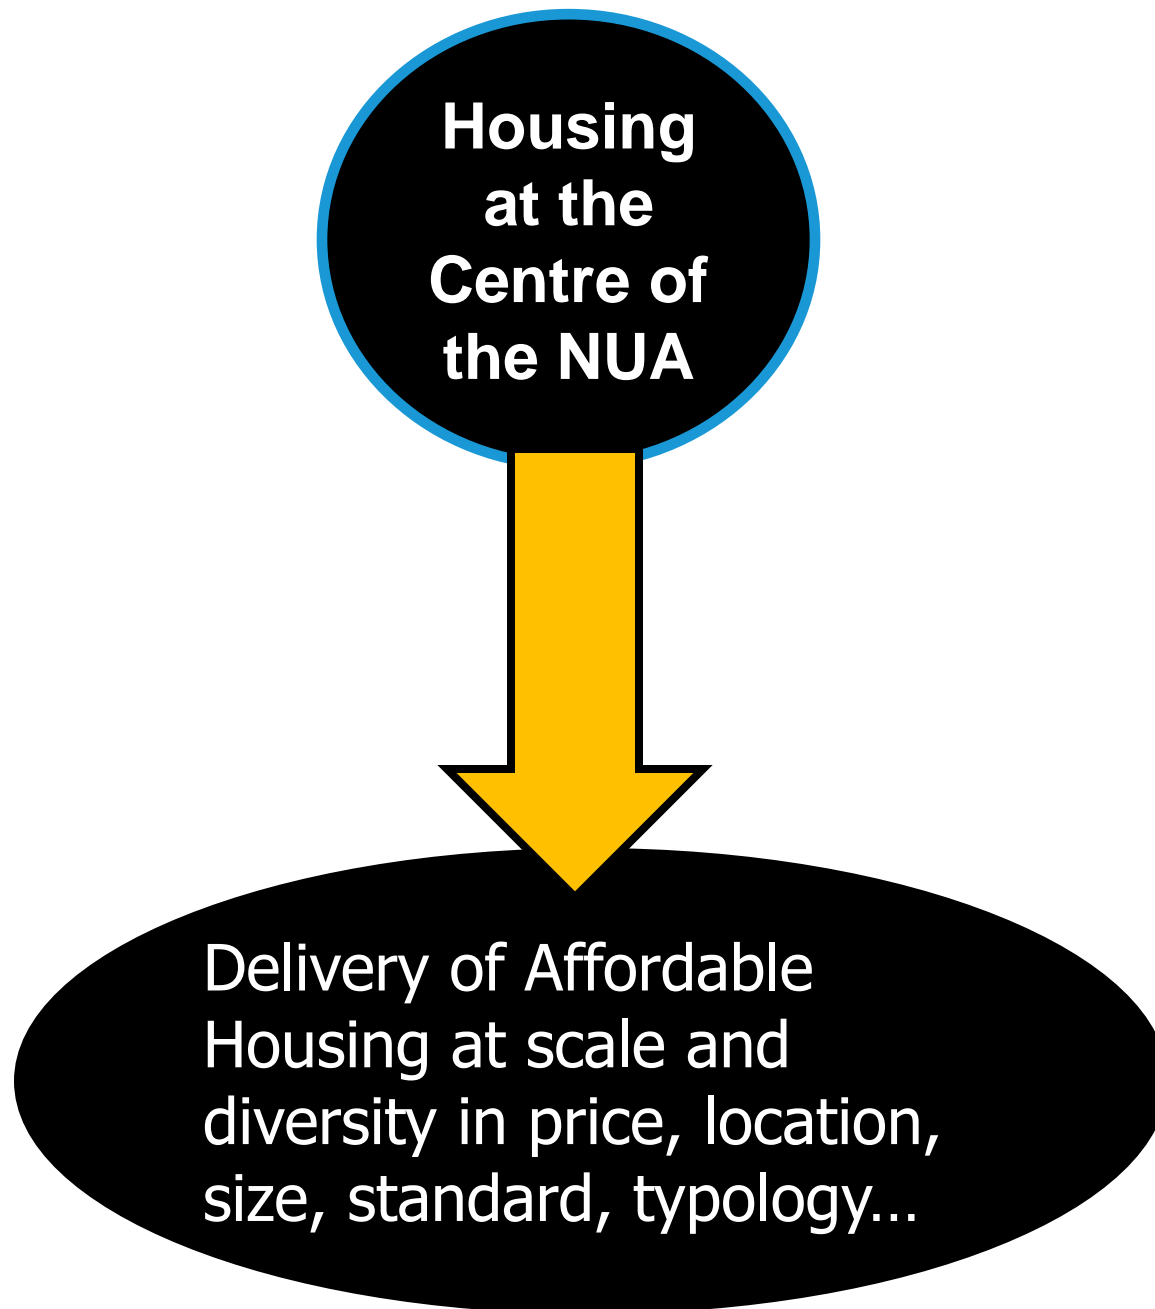 Housing
at the
Centre of
the NUA
Delivery of Affordable
Housing at scale and
diversity in price, location,
size, standard, typology…